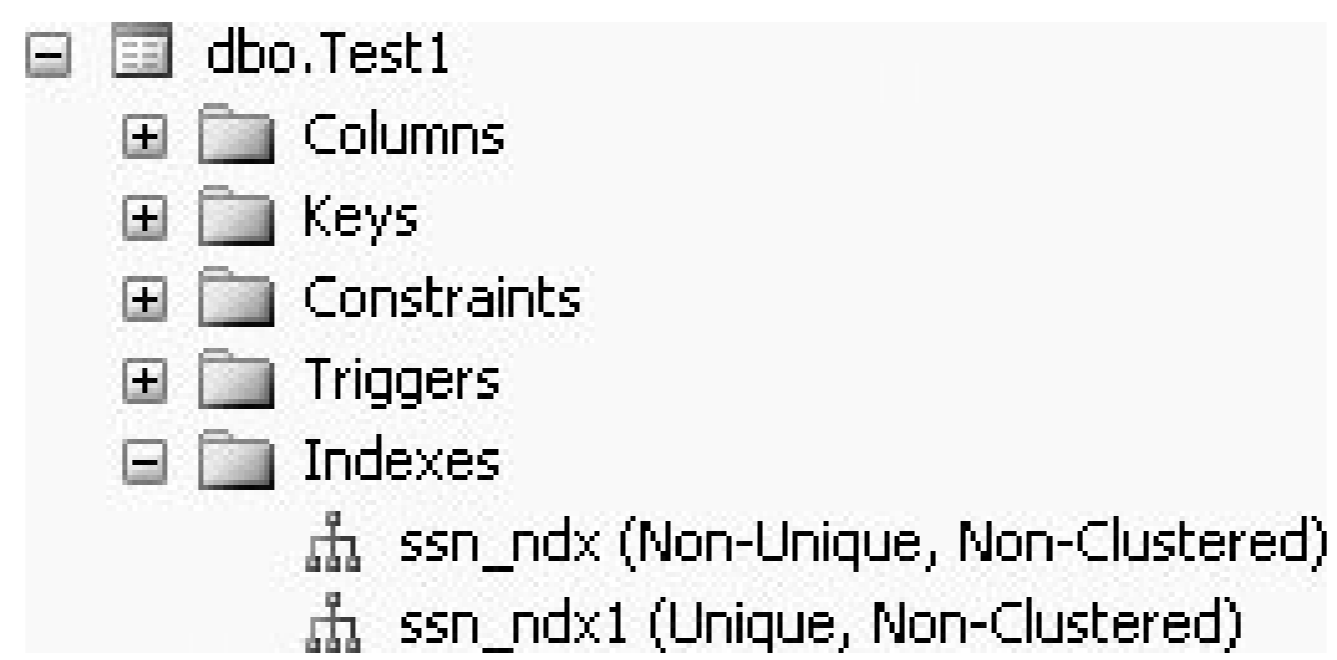 dbo.Test1
Columns
Keys
Constraints
Triggers
Indexes
ssn_ndx (Non-Unique, Non-Clustered)
ssn_ndx1 (Unique, Non-Clustered)